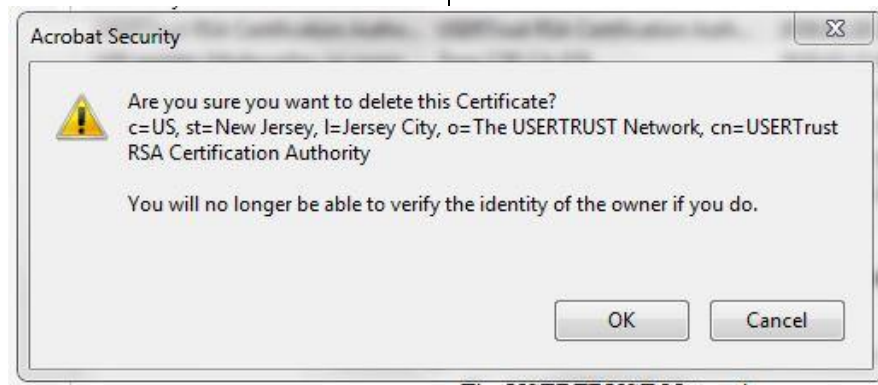 Acrobat Security
Are you sure you want to delete this Certificate?
c=US, st=New Jersey, l=Jersey City, o=The USERTRUST Network, cn=USERTrust
RSA Certification Authority
You will no longer be able to verify the identity of the owner if you do.
OK Cancel